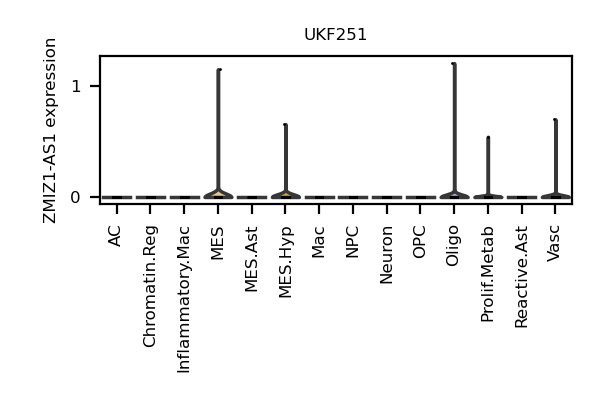 UKF251
ZMIZ1-AS1 expression
1
0
AC
Chromatin.Reg
Inflammatory.Mac
MES
MES.Ast
MES.Hyp
Mac
NPC
Neuron
OPC
Oligo
Prolif.Metab
Reactive.Ast
Vasc